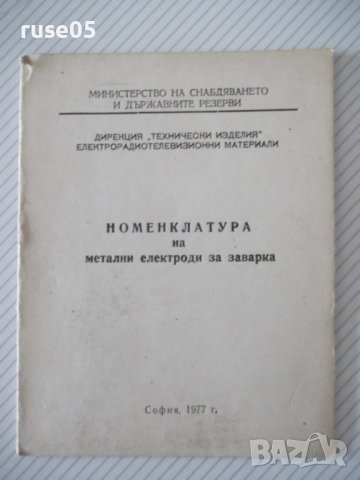 ruse05
МИНИСТЕРСТВО НА СНАБДЯВАНЕТО
И ДЪРЖАВНИТЕ РЕЗЕРВИ
ДИРЕКЦИЯ „ТЕХНИЧЕСКИ ИЗДЕЛИЯ"
ЕЛЕКТРОРАДИОТЕЛЕВИЗИОННИ МАТЕРИАЛИ
НОМЕНКЛАТУРА
на
метални електроди за заварка
София, 1977 г.
BAZAR